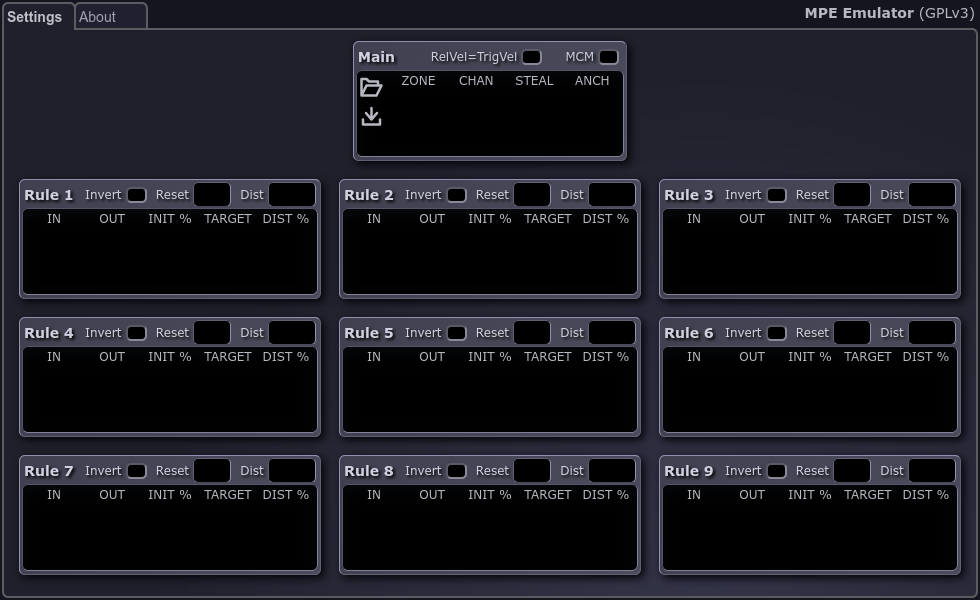 Settings About MPE Emulator (GPLv3)
Main RelVel=TrigVel MCM
ZONE CHAN STEAL ANCH
Rule 1 Invert Reset Dist
IN OUT INIT % TARGET DIST %
Rule 2 Invert Reset Dist
IN OUT INIT % TARGET DIST %
Rule 3 Invert Reset Dist
IN OUT INIT % TARGET DIST %
Rule 4 Invert Reset Dist
IN OUT INIT % TARGET DIST %
Rule 5 Invert Reset Dist
IN OUT INIT % TARGET DIST %
Rule 6 Invert Reset Dist
IN OUT INIT % TARGET DIST %
Rule 7 Invert Reset Dist
IN OUT INIT % TARGET DIST %
Rule 8 Invert Reset Dist
IN OUT INIT % TARGET DIST %
Rule 9 Invert Reset Dist
IN OUT INIT % TARGET DIST %